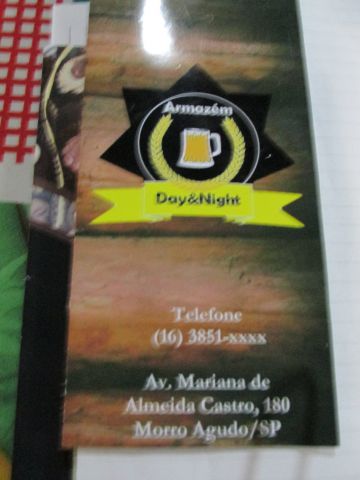 Armazém
Day&Night
Telefone
(16) 3851-xxxx
Av. Mariana de
Almeida Castro, 180
Morro Agudo/SP